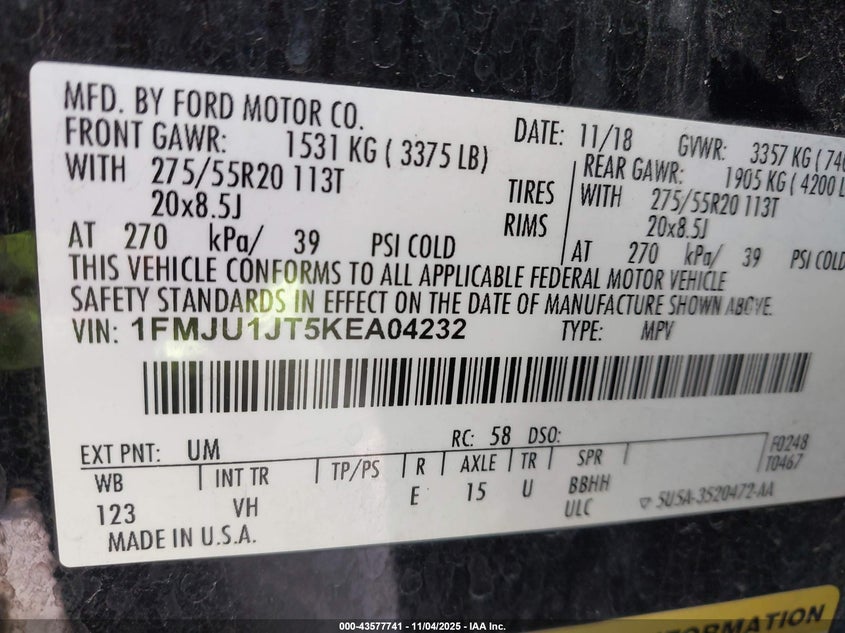 MFD. BY FORD MOTOR CO.
DATE: 11/18 GVWR: 3357 KG (
FRONT GAWR: 1531 KG ( 3375 LB)
REAR GAWR: 1905 KG ( 4200
WITH 275/55R20 113T TIRES WITH 275/55R20 113T
20x8.5J RIMS 20x8.5J
AT 270 kPa/ 39 PSI COLD AT 270 kPa/ 39 PSI COLD
THIS VEHICLE CONFORMS TO ALL APPLICABLE FEDERAL MOTOR VEHICLE
SAFETY STANDARDS IN EFFECT ON THE DATE OF MANUFACTURE SHOWN ABOVE.
VIN: 1FMJU1JT5KEA04232 TYPE: MPV
EXT PNT: UM RC: 58 DSO:
WB INT TR TP/PS R AXLE TR SPR F0248
123 VH E 15 U BBHH T0467
ULC 5USA-3520472-AA
MADE IN U.S.A.
INFORMATION
000-43577741 - 11/04/2025 - IAA Inc.